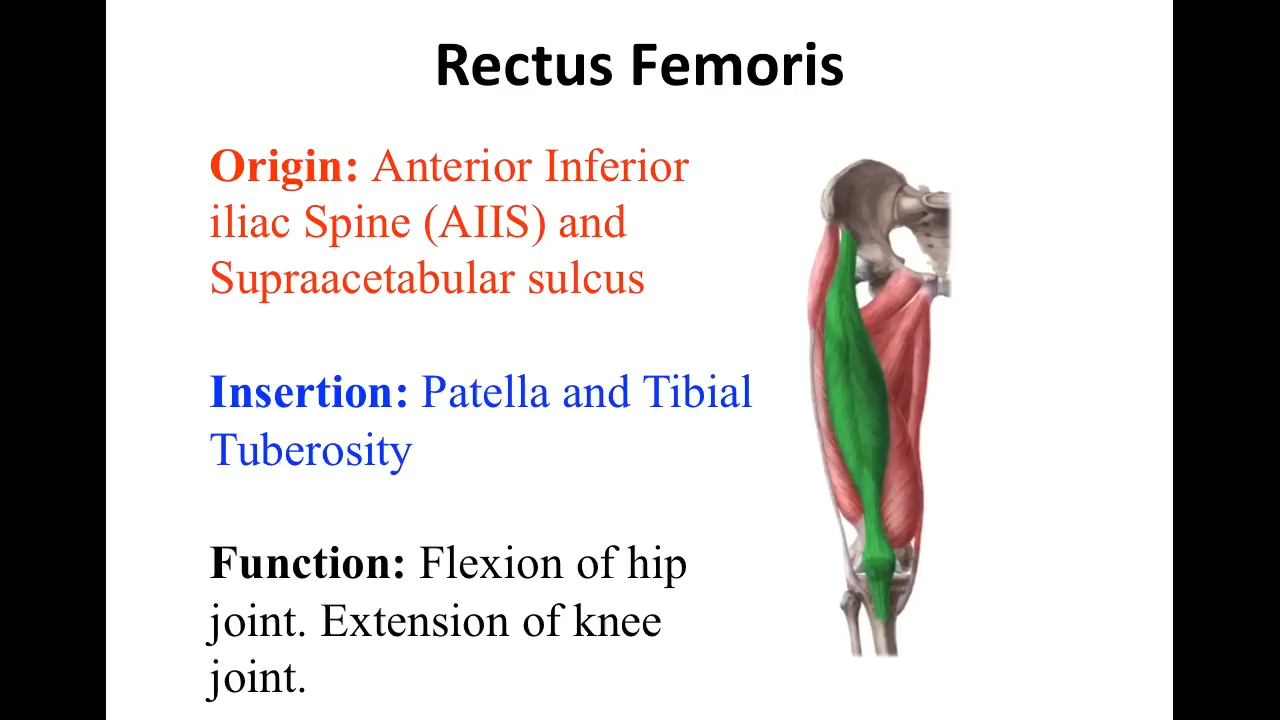 Rectus Femoris
Origin: Anterior Inferior
iliac Spine (AIIS) and
Supraacetabular sulcus
Insertion: Patella and Tibial
Tuberosity
Function: Flexion of hip
joint. Extension of knee
joint.